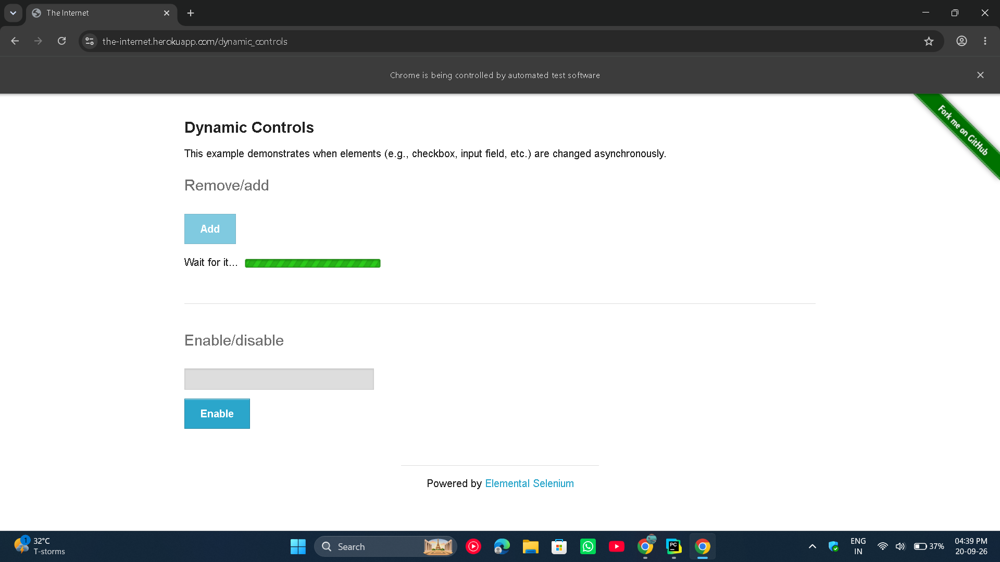 The Internet
the-internet.herokuapp.com/dynamic_controls
Chrome is being controlled by automated test software
Fork me on GitHub
Dynamic Controls
This example demonstrates when elements (e.g., checkbox, input field, etc.) are changed asynchronously.
Remove/add
Add
Wait for it...
Enable/disable
Enable
Powered by Elemental Selenium
1
32°C
T-storms
Search
PC
ENG
IN
37%
04:39 PM
20-09-26